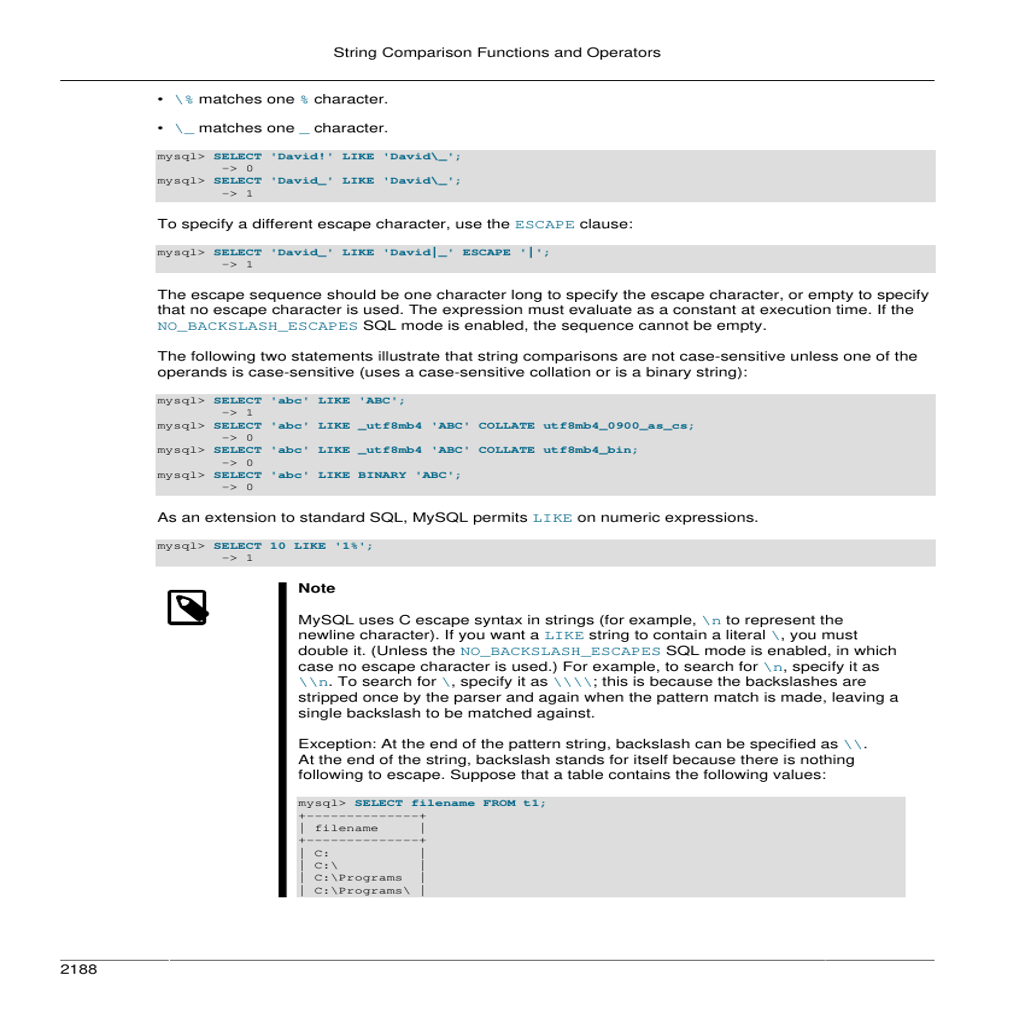 String Comparison Functions and Operators
• \% matches one % character.
• \_ matches one _ character.
mysql> SELECT 'David!' LIKE 'David\_';
-> 0
mysql> SELECT 'David_' LIKE 'David\_';
-> 1
To specify a different escape character, use the ESCAPE clause:
mysql> SELECT 'David_' LIKE 'David|_' ESCAPE '|';
-> 1
The escape sequence should be one character long to specify the escape character, or empty to specify
that no escape character is used. The expression must evaluate as a constant at execution time. If the
NO_BACKSLASH_ESCAPES SQL mode is enabled, the sequence cannot be empty.
The following two statements illustrate that string comparisons are not case-sensitive unless one of the
operands is case-sensitive (uses a case-sensitive collation or is a binary string):
mysql> SELECT 'abc' LIKE 'ABC';
-> 1
mysql> SELECT 'abc' LIKE _utf8mb4 'ABC' COLLATE utf8mb4_0900_as_cs;
-> 0
mysql> SELECT 'abc' LIKE _utf8mb4 'ABC' COLLATE utf8mb4_bin;
-> 0
mysql> SELECT 'abc' LIKE BINARY 'ABC';
-> 0
As an extension to standard SQL, MySQL permits LIKE on numeric expressions.
mysql> SELECT 10 LIKE '1%';
-> 1
Note
MySQL uses C escape syntax in strings (for example, \n to represent the
newline character). If you want a LIKE string to contain a literal \, you must
double it. (Unless the NO_BACKSLASH_ESCAPES SQL mode is enabled, in which
case no escape character is used.) For example, to search for \n, specify it as
\\n. To search for \, specify it as \\\\; this is because the backslashes are
stripped once by the parser and again when the pattern match is made, leaving a
single backslash to be matched against.
Exception: At the end of the pattern string, backslash can be specified as \\.
At the end of the string, backslash stands for itself because there is nothing
following to escape. Suppose that a table contains the following values:
mysql> SELECT filename FROM t1;
+--------------+
| filename     |
+--------------+
| C:           |
| C:\          |
| C:\Programs  |
| C:\Programs\ |
2188